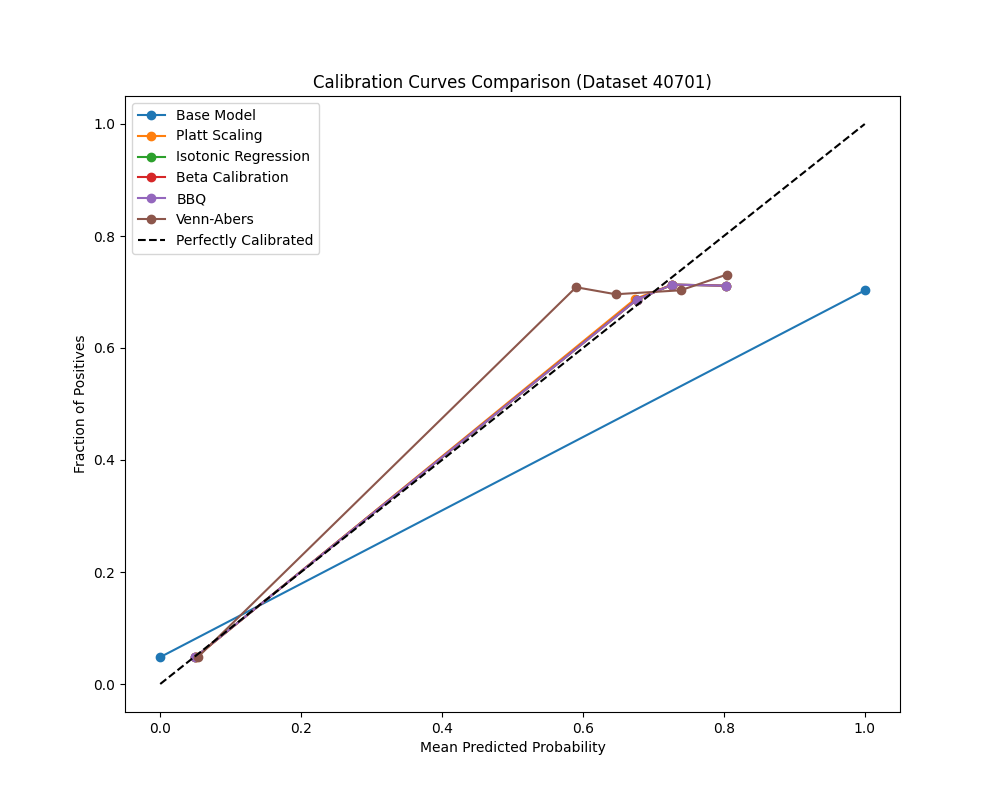 Calibration Curves Comparison (Dataset 40701)
Base Model
Platt Scaling
Isotonic Regression
Beta Calibration
BBQ
Venn-Abers
Perfectly Calibrated
Fraction of Positives
1.0
0.8
0.6
0.4
0.2
0.0
0.0 0.2 0.4 0.6 0.8 1.0
Mean Predicted Probability